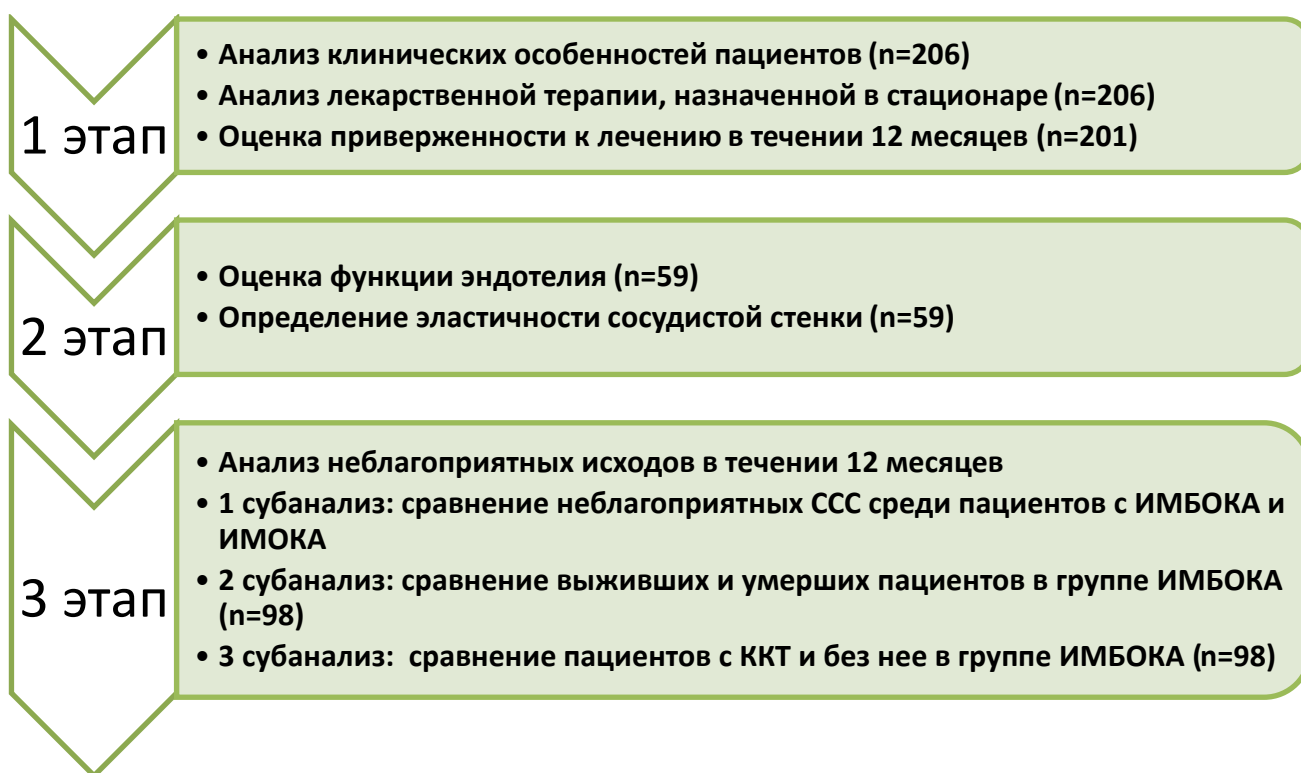 1 этап
• Анализ клинических особенностей пациентов (n=206)
• Анализ лекарственной терапии, назначенной в стационаре (n=206)
• Оценка приверженности к лечению в течении 12 месяцев (n=201)
2 этап
• Оценка функции эндотелия (n=59)
• Определение эластичности сосудистой стенки (n=59)
3 этап
• Анализ неблагоприятных исходов в течении 12 месяцев
• 1 субанализ: сравнение неблагоприятных ССС среди пациентов с ИМБОКА и
ИМОКА
• 2 субанализ: сравнение выживших и умерших пациентов в группе ИМБОКА
(n=98)
• 3 субанализ: сравнение пациентов с ККТ и без нее в группе ИМБОКА (n=98)